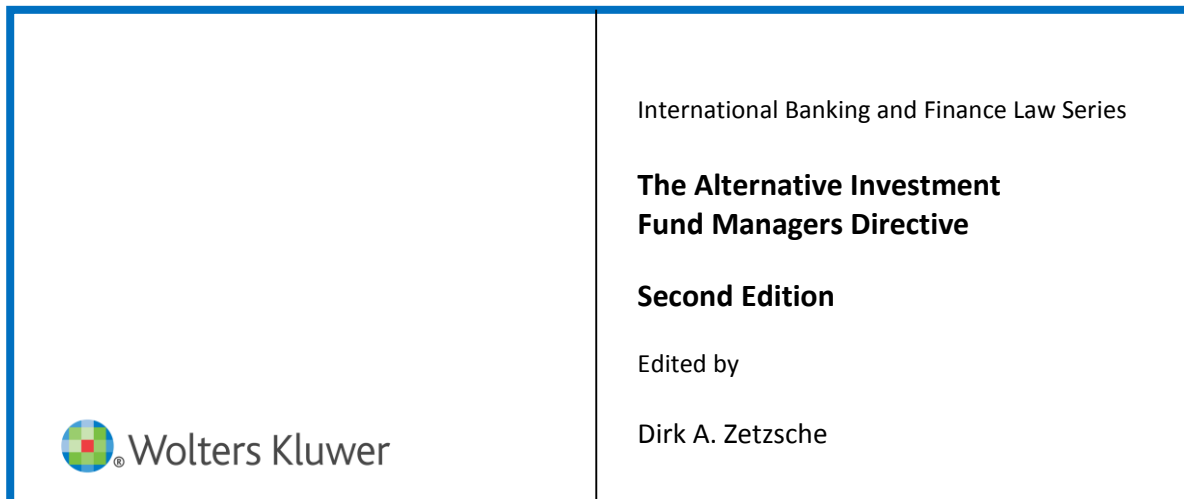 International Banking and Finance Law Series
The Alternative Investment
Fund Managers Directive
Second Edition
Edited by
Dirk A. Zetzsche
® Wolters Kluwer